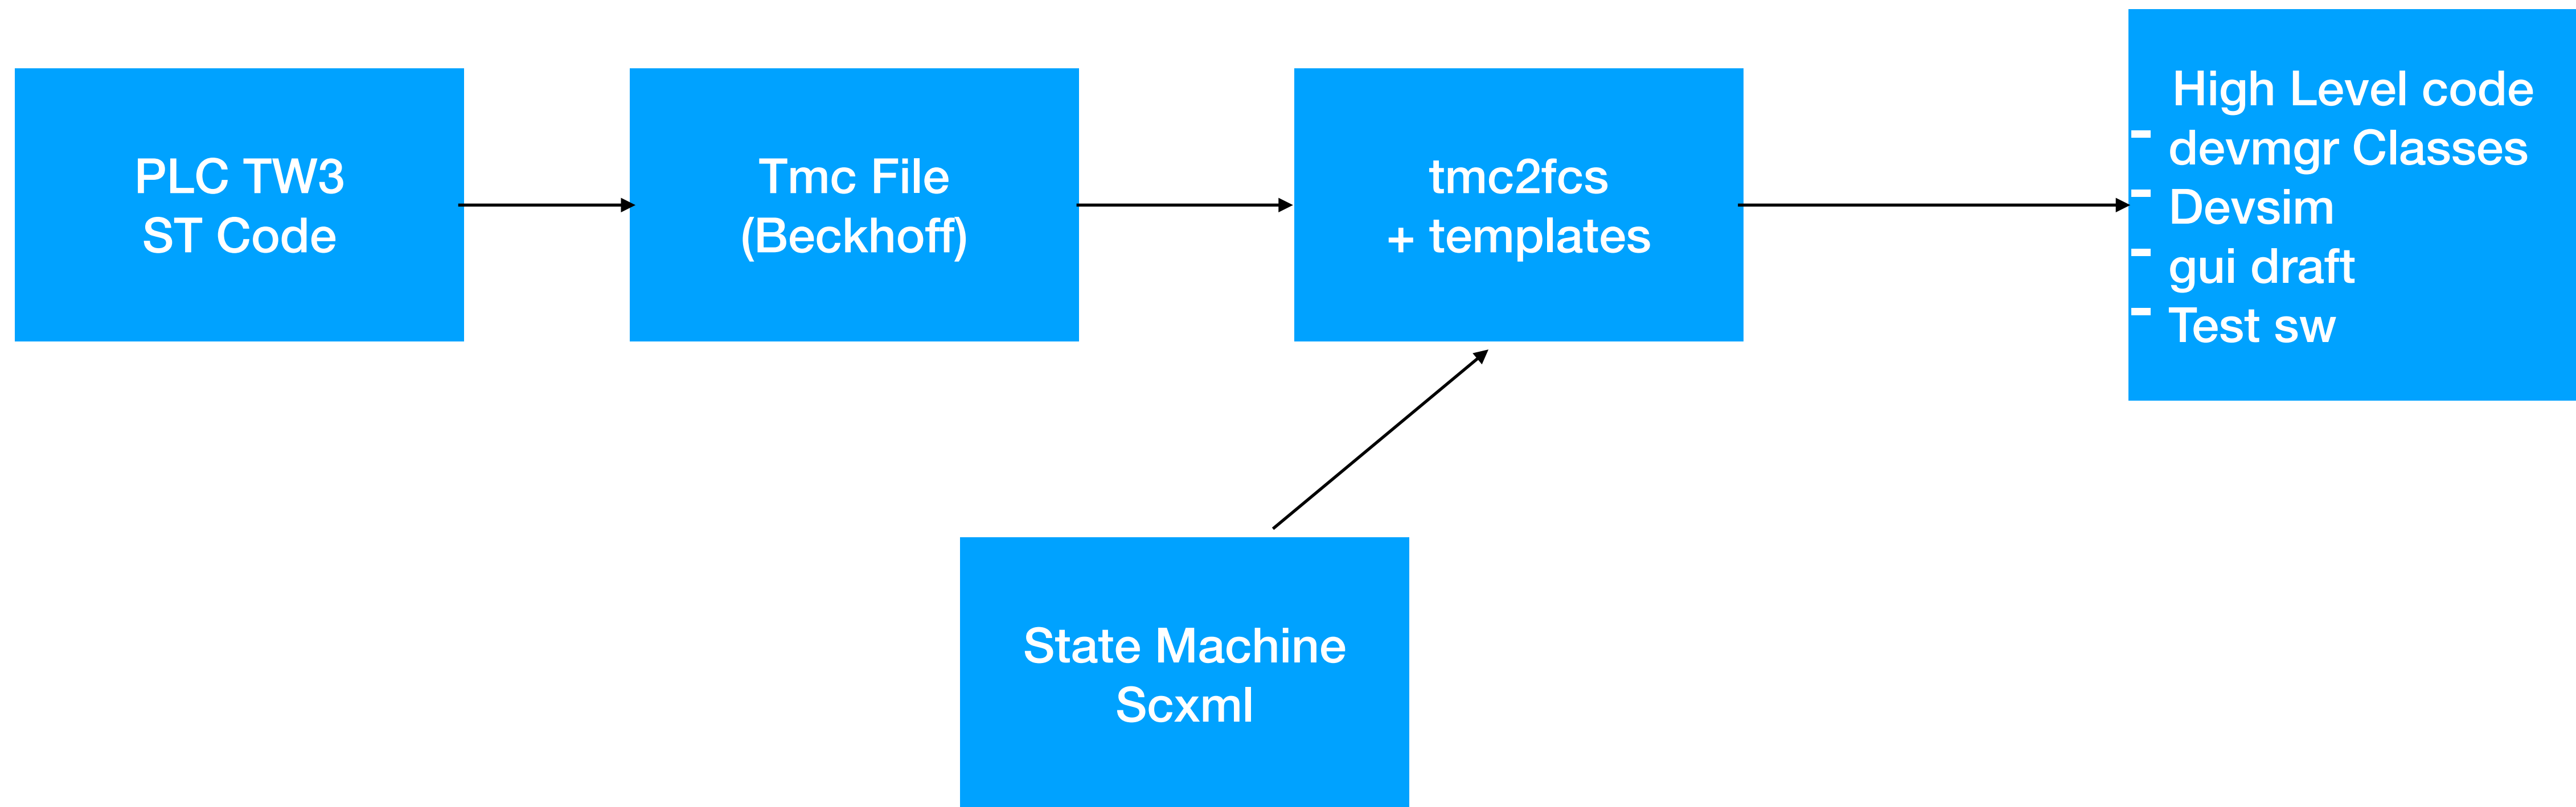 PLC TW3
ST Code
Tmc File
(Beckhoff)
tmc2fcs
+ templates
High Level code
- devmgr Classes
- Devsim
- gui draft
- Test sw
State Machine
Scxml